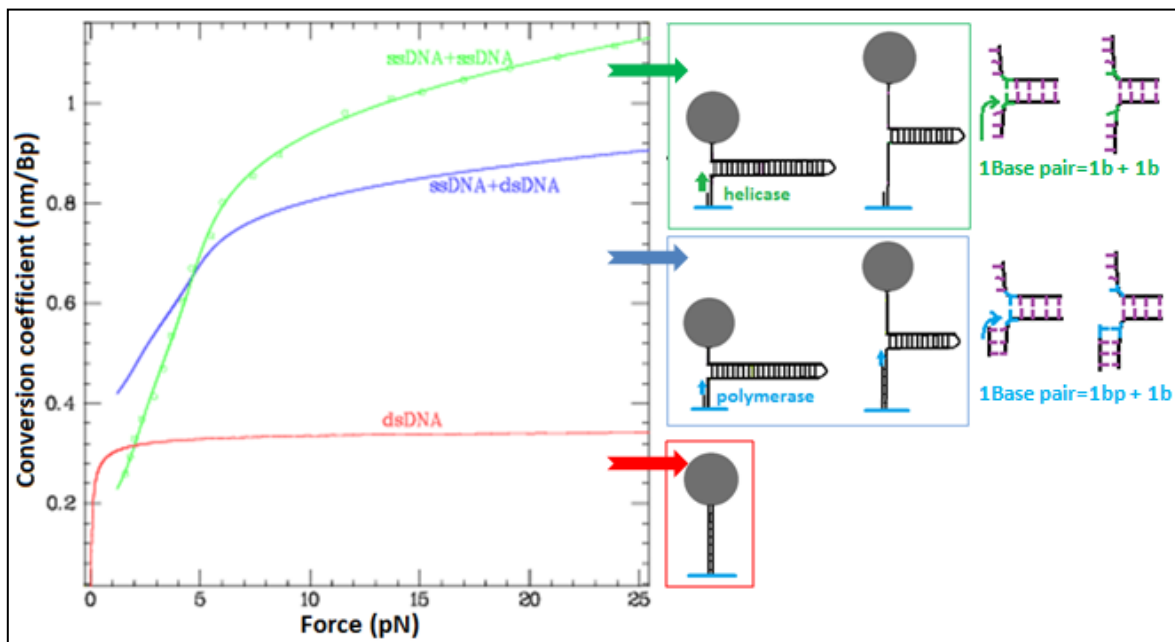 Conversion coefficient (nm/Bp)
1
0.8
0.6
0.4
0.2
0
5
10
15
20
25
Force (pN)
ssDNA+ssDNA
ssDNA+dsDNA
dsDNA
helicase
1Base pair=1b + 1b
polymerase
1Base pair=1bp + 1b